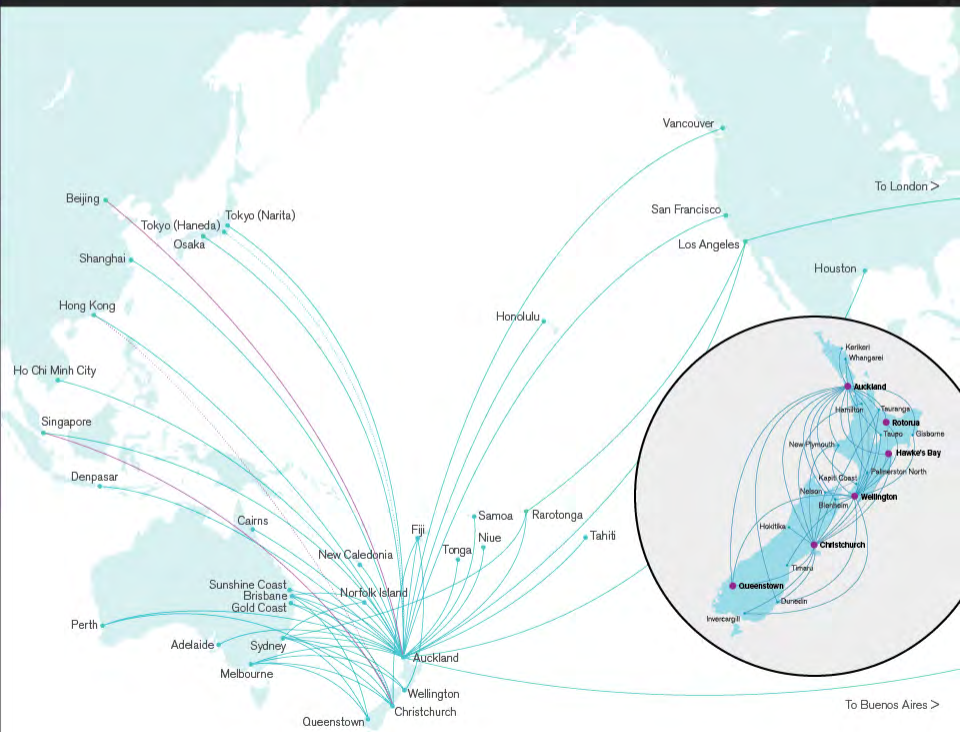 Vancouver
To London >
Beijing
San Francisco
Tokyo (Narita)
Tokyo (Haneda)
Osaka
Los Angeles
Shanghai
Houston
Hong Kong
Honolulu
Ho Chi Minh City
Singapore
Denpasar
Cairns
Fiji
Samoa
Rarotonga
Niue
Tahiti
Tonga
New Caledonia
Sunshine Coast
Brisbane
Gold Coast
Norfolk Island
Perth
Adelaide
Sydney
Melbourne
Auckland
Wellington
Christchurch
Queenstown
To Buenos Aires >
Kerikeri
Whangarei
Auckland
Hamilton
Tauranga
Rotorua
Taupo
Gisborne
New Plymouth
Hawke's Bay
Palmerston North
Kapiti Coast
Nelson
Wellington
Blenheim
Hokitika
Christchurch
Timaru
Queenstown
Dunedin
Invercargill